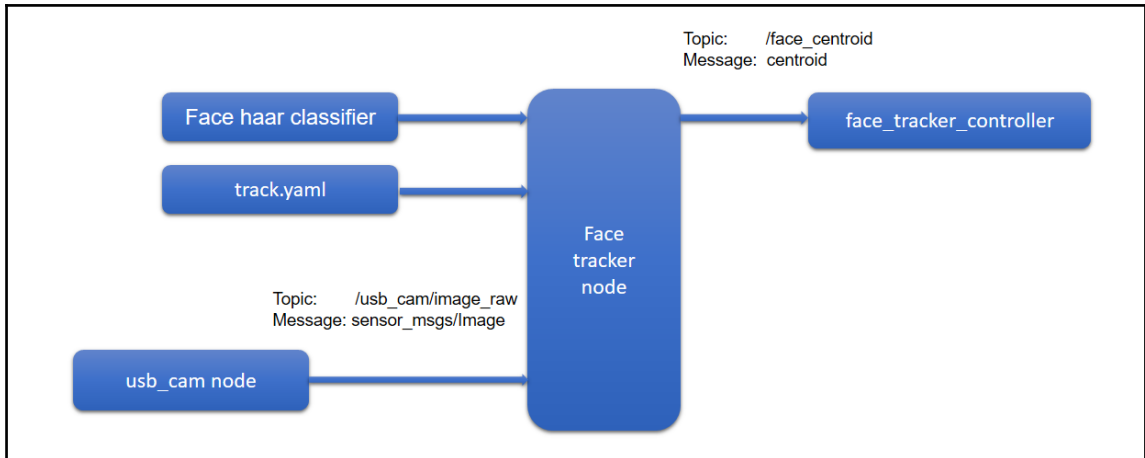 Topic: /face_centroid
Message: centroid
Face haar classifier
face_tracker_controller
track.yaml
Face
tracker
node
Topic: /usb_cam/image_raw
Message: sensor_msgs/Image
usb_cam node